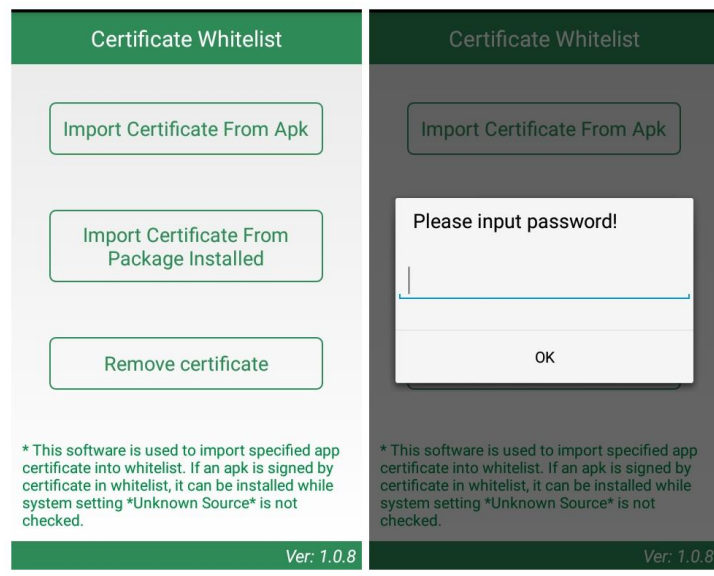 Certificate Whitelist
Import Certificate From Apk
Import Certificate From
Package Installed
Remove certificate
* This software is used to import specified app
certificate into whitelist. If an apk is signed by
certificate in whitelist, it can be installed while
system setting *Unknown Source* is not
checked.
Ver: 1.0.8
Certificate Whitelist
Import Certificate From Apk
Please input password!
OK
* This software is used to import specified app
certificate into whitelist. If an apk is signed by
certificate in whitelist, it can be installed while
system setting *Unknown Source* is not
checked.
Ver: 1.0.8